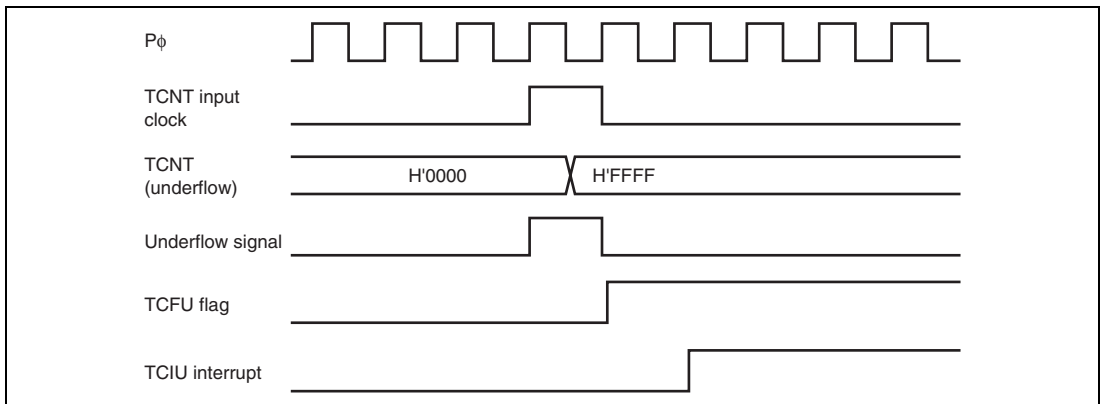 Pϕ
TCNT input
clock
TCNT
(underflow)
H'0000
H'FFFF
Underflow signal
TCFU flag
TCIU interrupt